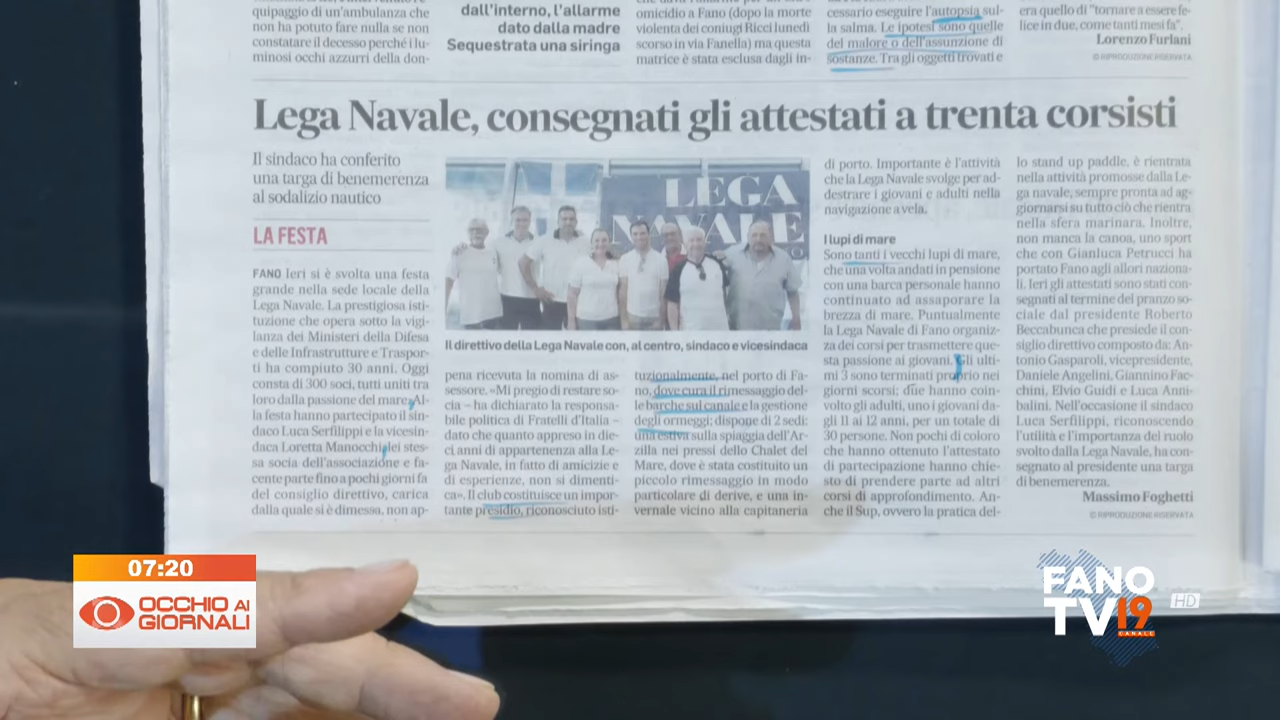 quipaggio di un'ambulanza che
non ha potuto fare nulla se non
constatare il decesso perché i lu-
minosi occhi azzurri della don-
dall'interno, l'allarme
dato dalla madre
Sequestrata una siringa
omicidio a Fano (dopo la morte
violenta dei coniugi Ricci lunedì
scorso in via Fanella) ma questa
matrice è stata esclusa dagli in-
cessario eseguire l'autopsia sul-
la salma. Le ipotesi sono quelle
del malore o dell'assunzione di
sostanze. Tra gli oggetti trovati e
era quello di "tornare a essere fe-
lice in due, come tanti mesi fa".
Lorenzo Furlani
© RIPRODUZIONE RISERVATA
Lega Navale, consegnati gli attestati a trenta corsisti
Il sindaco ha conferito
una targa di benemerenza
al sodalizio nautico
LA FESTA
FANO Ieri si è svolta una festa
grande nella sede locale della
Lega Navale. La prestigiosa isti-
tuzione che opera sotto la vigi-
lanza dei Ministeri della Difesa
e delle Infrastrutture e Traspor-
ti ha compiuto 30 anni. Oggi
consta di 300 soci, tutti uniti tra
loro dalla passione del mare. Al-
la festa hanno partecipato il sin-
daco Luca Serfilippi e la vicesin-
daca Loretta Manocchi, lei stes-
sa socia dell'associazione e fa-
cente parte fino a pochi giorni fa
del consiglio direttivo, carica
dalla quale si è dimessa, non ap-
LEGA
NAVALE
Il direttivo della Lega Navale con, al centro, sindaco e vicesindaca
pena ricevuta la nomina di as-
sessore. «Mi pregio di restare so-
cia – ha dichiarato la responsa-
bile politica di Fratelli d'Italia –
dato che quanto appreso in die-
ci anni di appartenenza alla Le-
ga Navale, in fatto di amicizie e
di esperienze, non si dimenti-
ca». Il club costituisce un impor-
tante presidio, riconosciuto isti-
tuzionalmente, nel porto di Fa-
no, dove cura il rimessaggio del-
le barche sul canale e la gestione
degli ormeggi; dispone di 2 sedi:
una estiva sulla spiaggia dell'Ar-
zilla nei pressi dello Chalet del
Mare, dove è stata costituito un
piccolo rimessaggio in modo
particolare di derive, e una in-
vernale vicino alla capitaneria
di porto. Importante è l'attività
che la Lega Navale svolge per ad-
destrare i giovani e adulti nella
navigazione a vela.
I lupi di mare
Sono tanti i vecchi lupi di mare,
che una volta andati in pensione
con una barca personale hanno
continuato ad assaporare la
brezza di mare. Puntualmente
la Lega Navale di Fano organiz-
za dei corsi per trasmettere que-
sta passione ai giovani. Gli ulti-
mi 3 sono terminati proprio nei
giorni scorsi; due hanno coin-
volto gli adulti, uno i giovani da-
gli 11 ai 12 anni, per un totale di
30 persone. Non pochi di coloro
che hanno ottenuto l'attestato
di partecipazione hanno chie-
sto di prendere parte ad altri
corsi di approfondimento. An-
che il Sup, ovvero la pratica del-
lo stand up paddle, è rientrata
nella attività promosse dalla Le-
ga navale, sempre pronta ad ag-
giornarsi su tutto ciò che rientra
nella sfera marinara. Inoltre,
non manca la canoa, uno sport
che con Gianluca Petrucci ha
portato Fano agli allori naziona-
li. Ieri gli attestati sono stati con-
segnati al termine del pranzo so-
ciale dal presidente Roberto
Beccabunca che presiede il con-
siglio direttivo composto da: An-
tonio Gasparoli, vicepresidente,
Daniele Angelini, Giannino Fac-
chini, Elvio Guidi e Luca Anni-
balini. Nell'occasione il sindaco
Luca Serfilippi, riconoscendo
l'utilità e l'importanza del ruolo
svolto dalla Lega Navale, ha con-
segnato al presidente una targa
di benemerenza.
Massimo Foghetti
© RIPRODUZIONE RISERVATA
07:20
OCCHIO AI
GIORNALI
FANO
TV 19
CANALE
HD